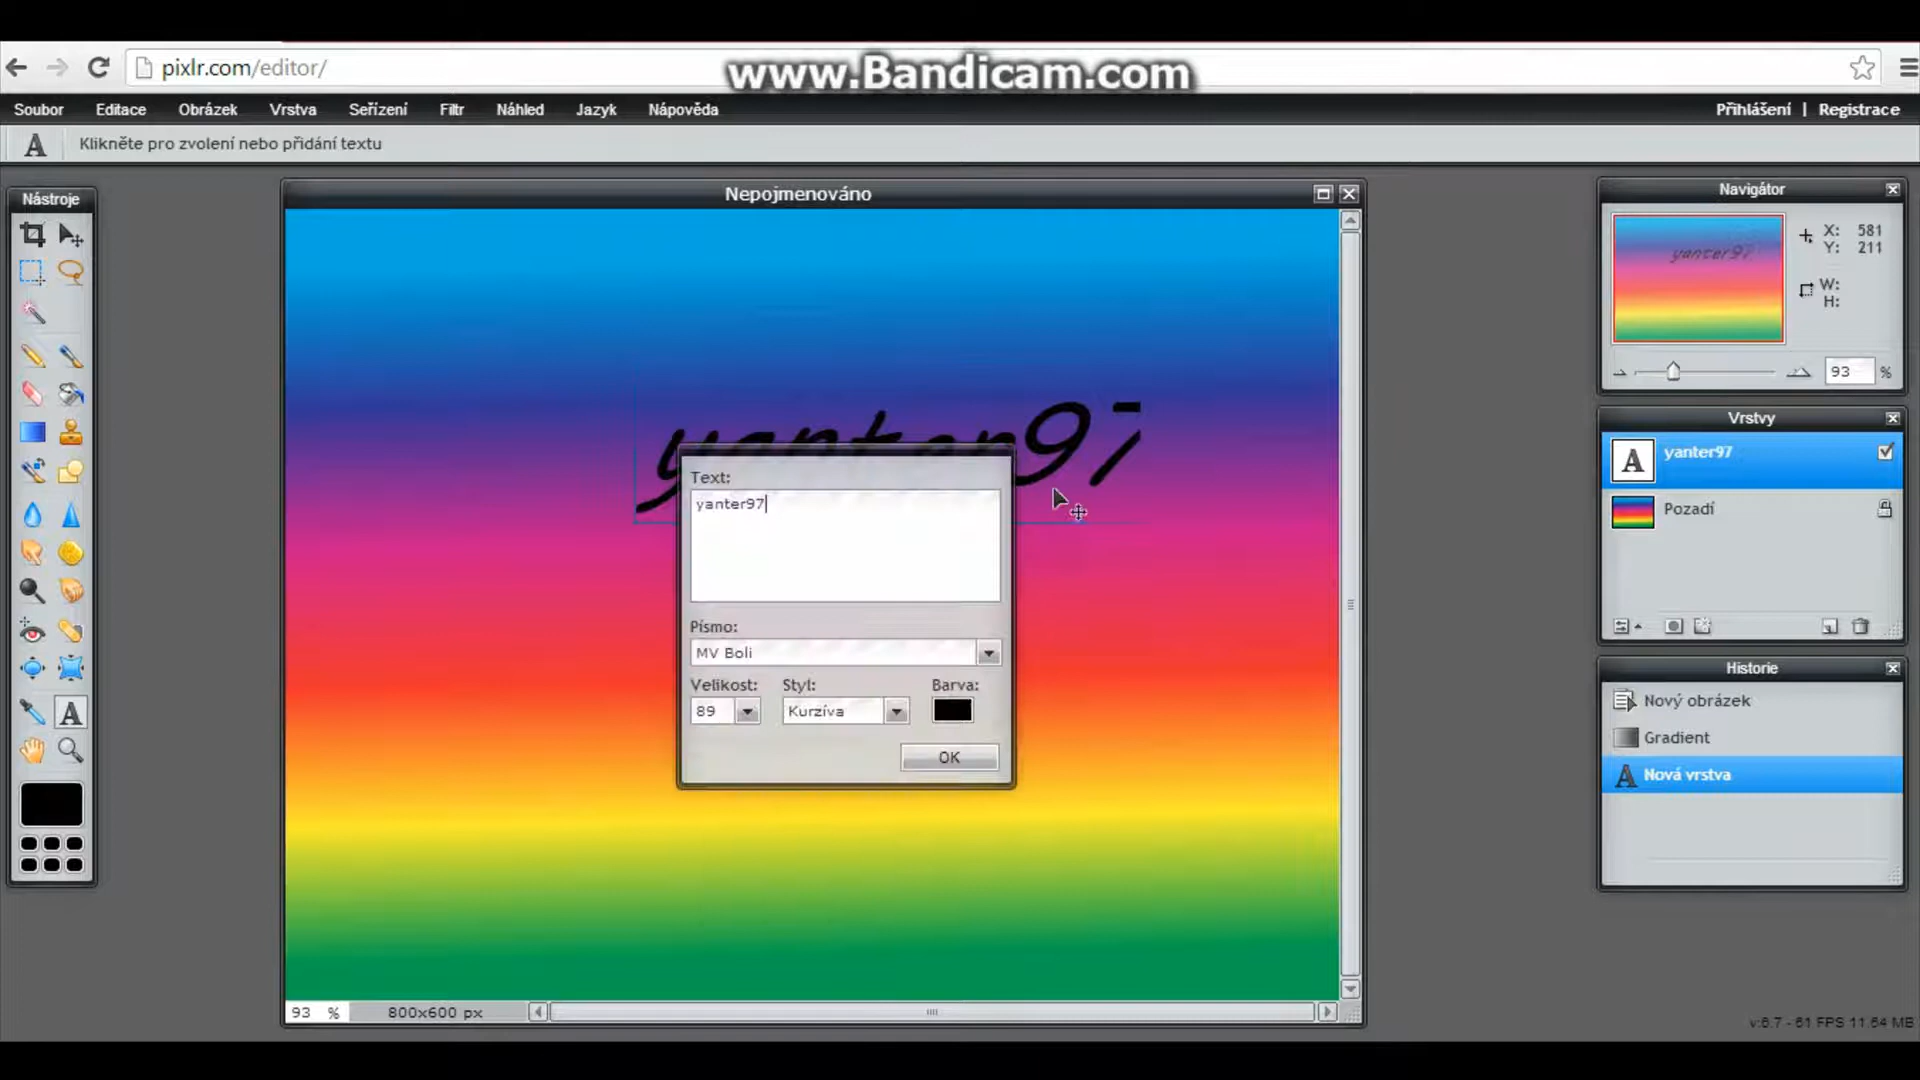 pixlr.com/editor/
www.Bandicam.com
Soubor Editace Obrázek Vrstva Seřízení Filtr Náhled Jazyk Nápověda Přihlášení | Registrace
A Klikněte pro zvolení nebo přidání textu
Nástroje
Nepojmenováno
yanter97
Text:
yanter97
Písmo:
MV Boli
Velikost: Styl: Barva:
89 Kurzíva
OK
93 % 800x600 px
Navigátor
yanter97
X: 581
Y: 211
W:
H:
93 %
Vrstvy
A yanter97
Pozadí
Historie
Nový obrázek
Gradient
A Nová vrstva
A
v:6.7 - 61 FPS 11.64 MB